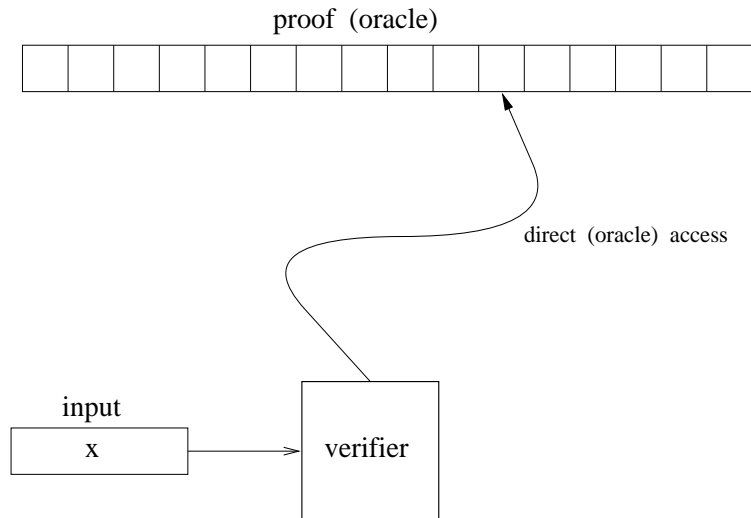 proof (oracle)
direct (oracle) access
input
x
verifier